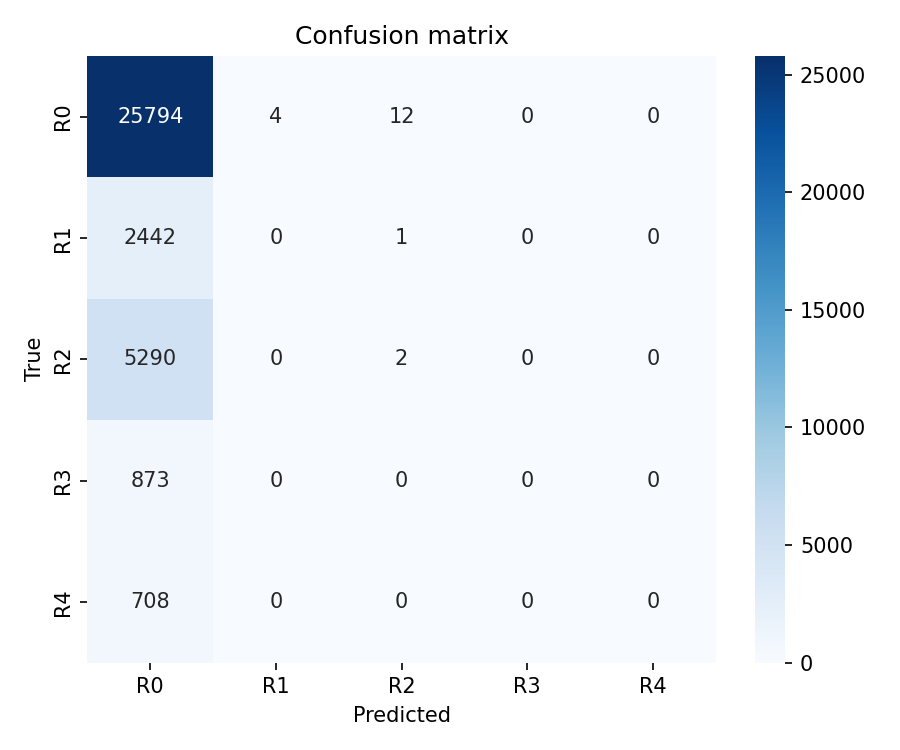 Confusion matrix
R0 25794 4 12 0 0
R1 2442 0 1 0 0
R2 5290 0 2 0 0
R3 873 0 0 0 0
R4 708 0 0 0 0
True
R0 R1 R2 R3 R4
Predicted
25000
20000
15000
10000
5000
0